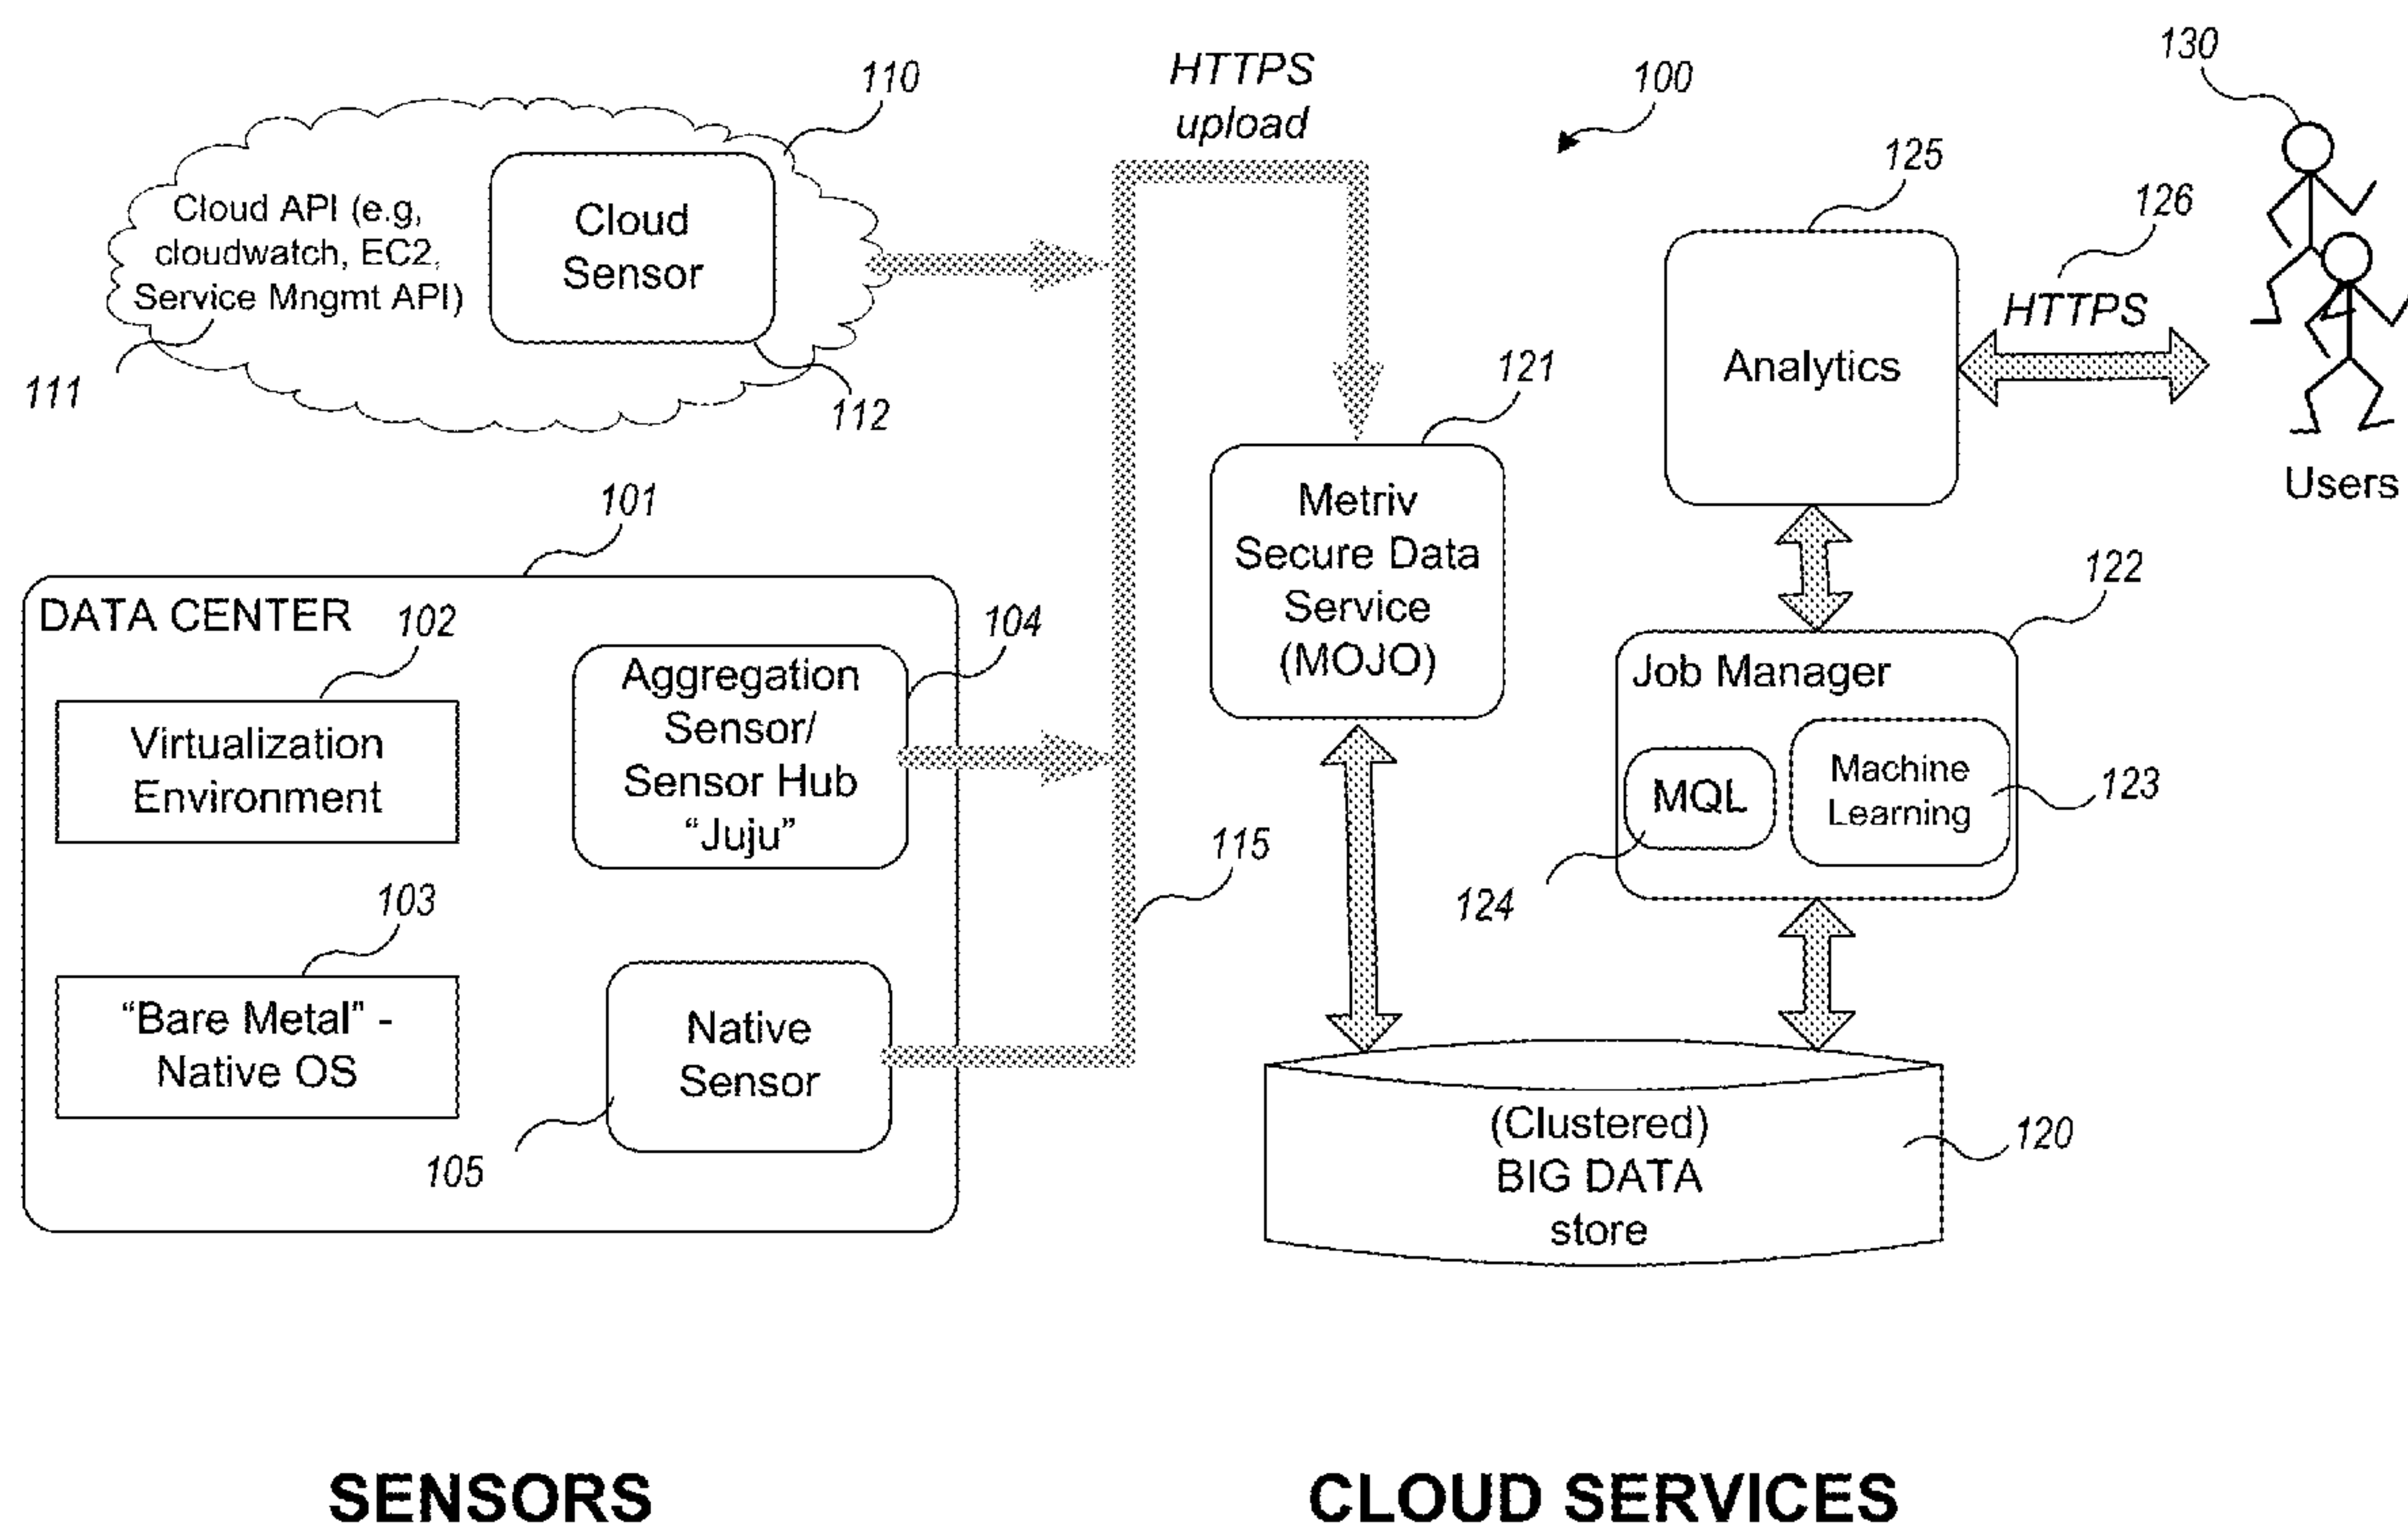 110
Cloud API (e.g,
cloudwatch, EC2,
Service Mngmt API)
111
Cloud
Sensor
112
HTTPS
upload
100
130
125
126
HTTPS
Analytics
Users
121
Metriv
Secure Data
Service
(MOJO)
101
DATA CENTER
102
Virtualization
Environment
104
Aggregation
Sensor/
Sensor Hub
“Juju”
103
“Bare Metal” -
Native OS
Native
Sensor
105
115
122
Job Manager
MQL
Machine
Learning
123
124
(Clustered)
BIG DATA
store
120
SENSORS
CLOUD SERVICES